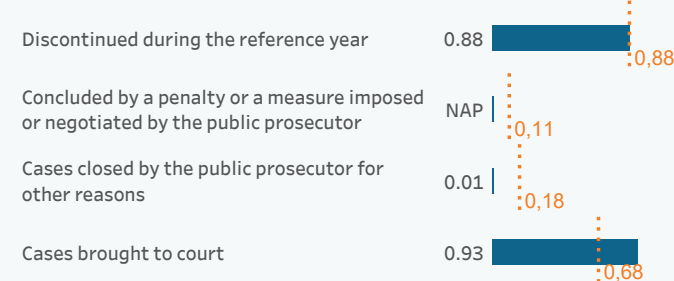 Discontinued during the reference year 0.88
0,88
Concluded by a penalty or a measure imposed
or negotiated by the public prosecutor NAP
0,11
Cases closed by the public prosecutor for
other reasons 0.01
0,18
Cases brought to court 0.93
0,68